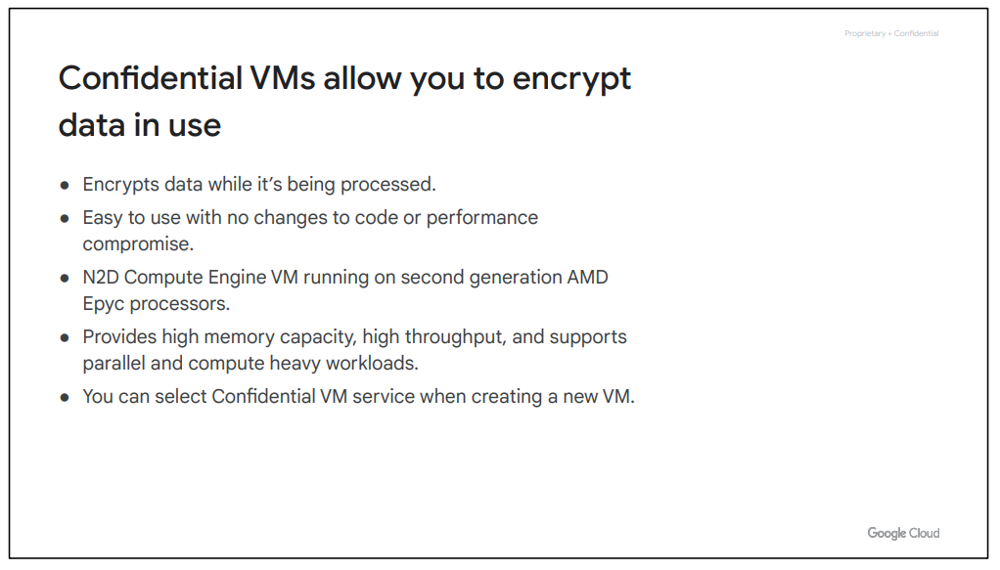 Proprietary + Confidential
Confidential VMs allow you to encrypt
data in use
● Encrypts data while it’s being processed.
● Easy to use with no changes to code or performance
compromise.
● N2D Compute Engine VM running on second generation AMD
Epyc processors.
● Provides high memory capacity, high throughput, and supports
parallel and compute heavy workloads.
● You can select Confidential VM service when creating a new VM.
Google Cloud